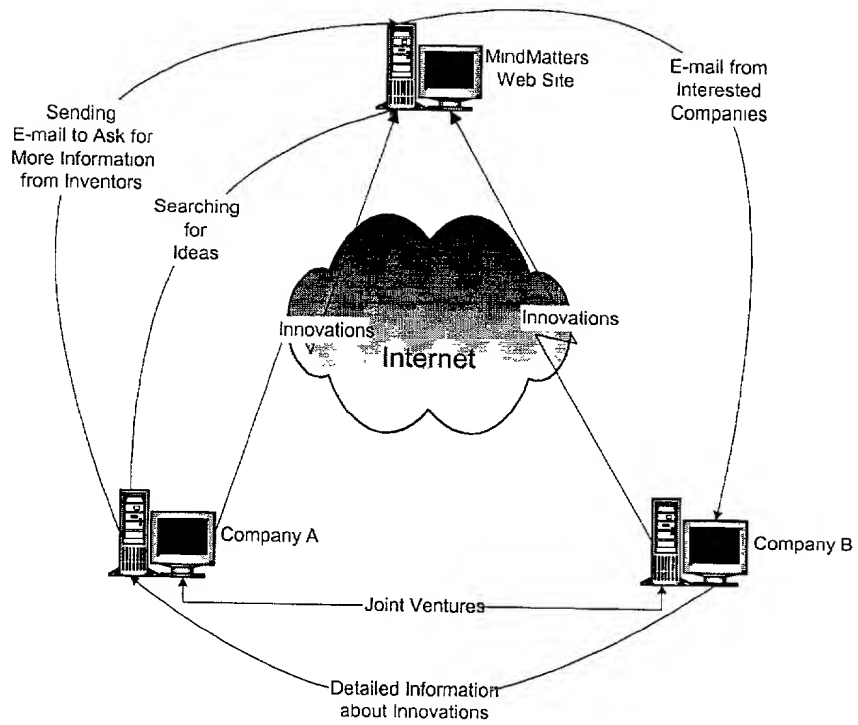 MindMatters
Web Site
E-mail from
Interested
Companies
Sending
E-mail to Ask for
More Information
from Inventors
Searching
for
Ideas
Innovations
Innovations
Internet
Company A
Company B
Joint Ventures
Detailed Information
about Innovations